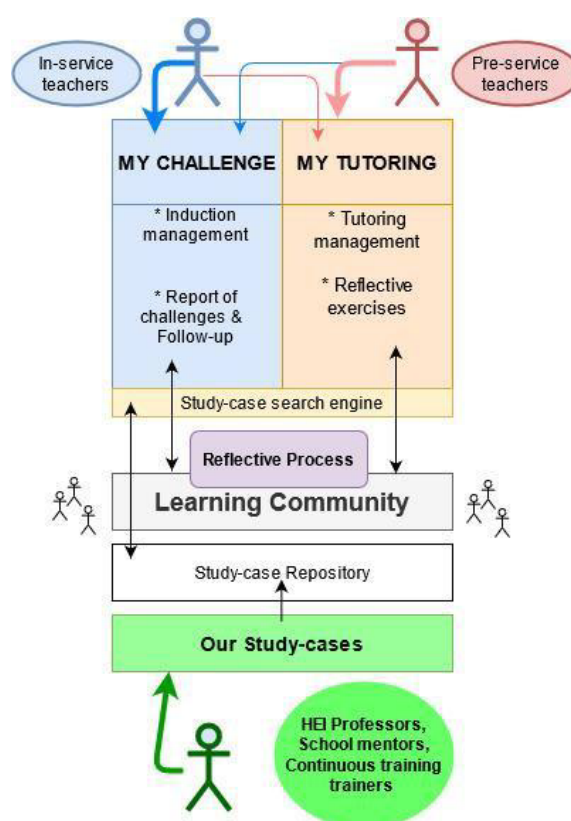 In-service
teachers
Pre-service
teachers
MY CHALLENGE
MY TUTORING
* Induction
management
* Report of
challenges &
Follow-up
* Tutoring
management
* Reflective
exercises
Study-case search engine
Reflective Process
Learning Community
Study-case Repository
Our Study-cases
HEI Professors,
School mentors,
Continuous training
trainers